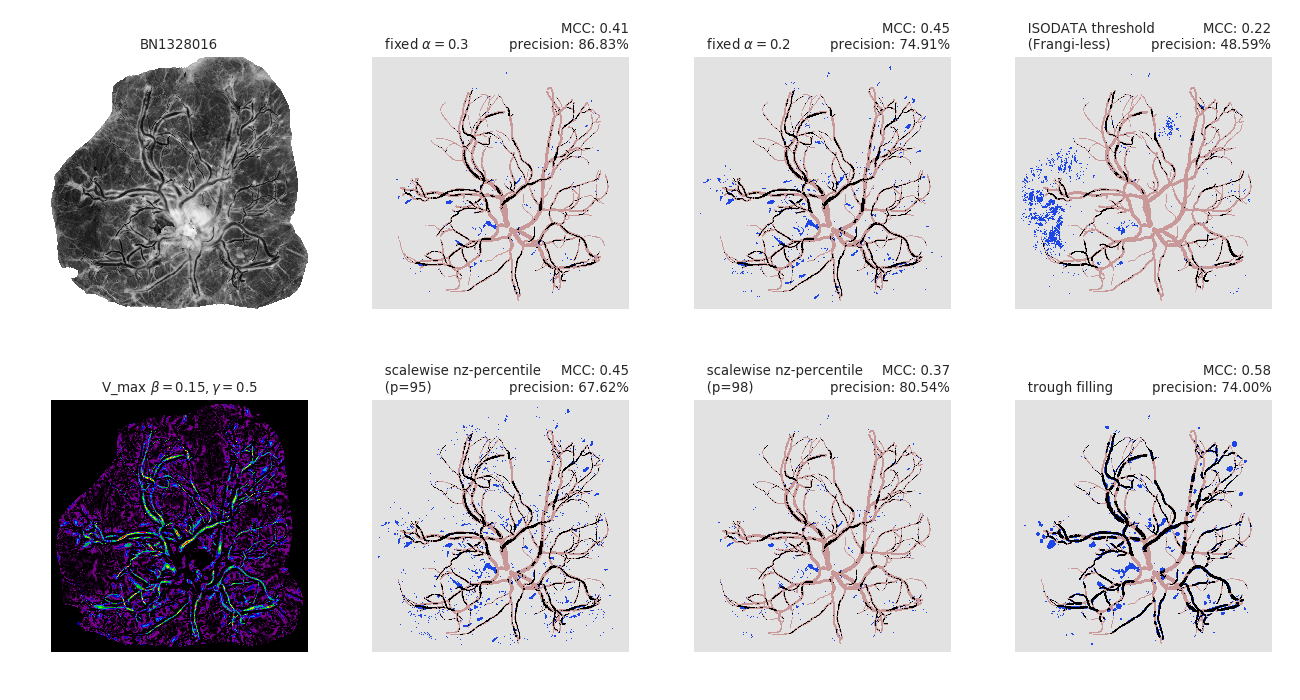 BN1328016
fixed α = 0.3
MCC: 0.41
precision: 86.83%
fixed α = 0.2
MCC: 0.45
precision: 74.91%
ISODATA threshold
(Frangi-less)
MCC: 0.22
precision: 48.59%
V_max β = 0.15, γ = 0.5
scalewise nz-percentile
(p=95)
MCC: 0.45
precision: 67.62%
scalewise nz-percentile
(p=98)
MCC: 0.37
precision: 80.54%
trough filling
MCC: 0.58
precision: 74.00%